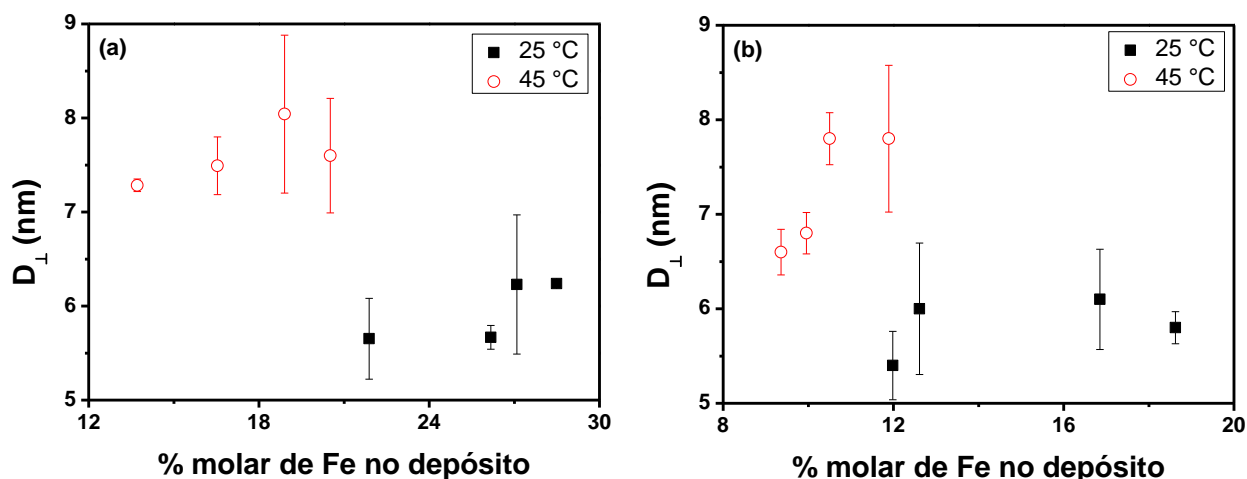 (a)
25 °C
45 °C
9
8
7
6
5
D⊥ (nm)
12
18
24
30
% molar de Fe no depósito
(b)
25 °C
45 °C
9
8
7
6
5
D⊥ (nm)
8
12
16
20
% molar de Fe no depósito